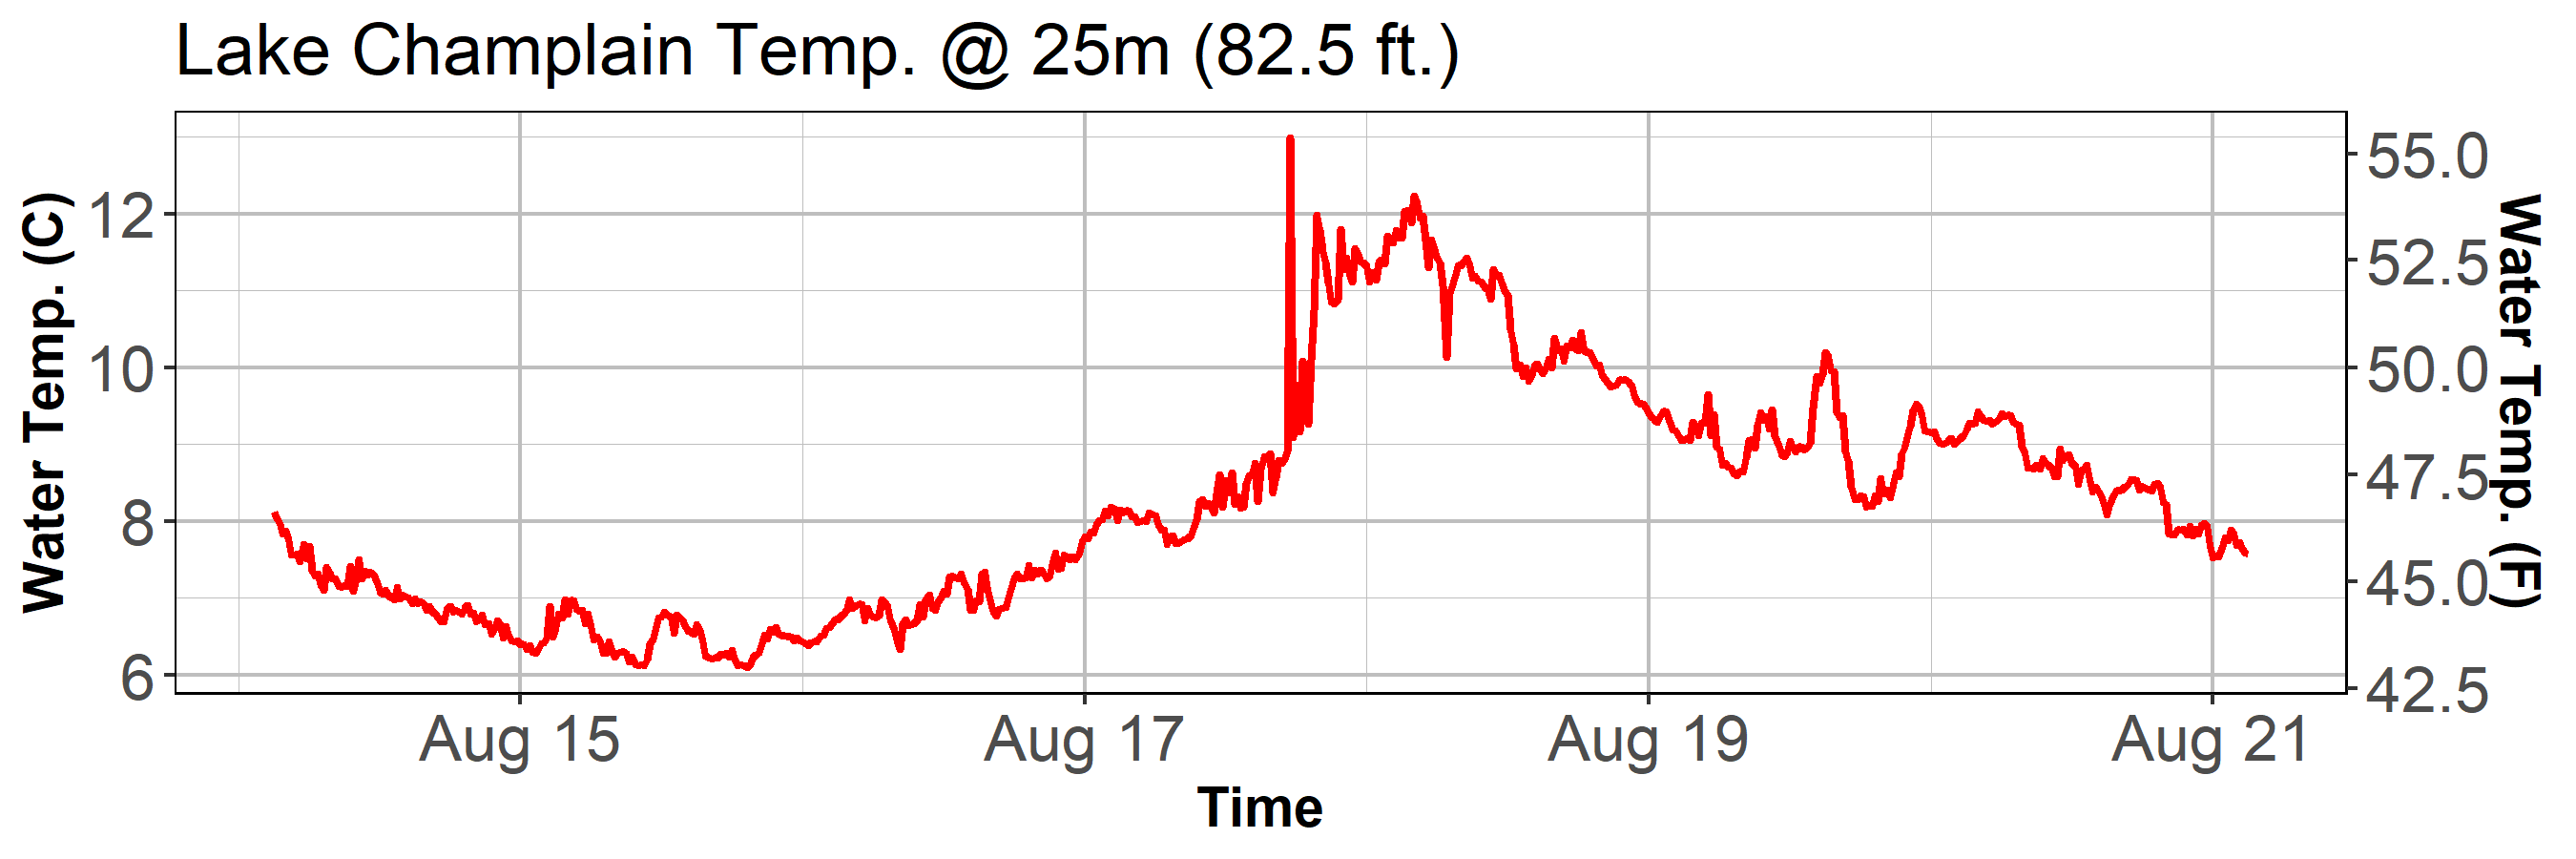 Lake Champlain Temp. @ 25m (82.5 ft.)
Water Temp. (C)
12
10
8
6
55.0
52.5
50.0
47.5
45.0
42.5
Water Temp. (F)
Aug 15
Aug 17
Aug 19
Aug 21
Time